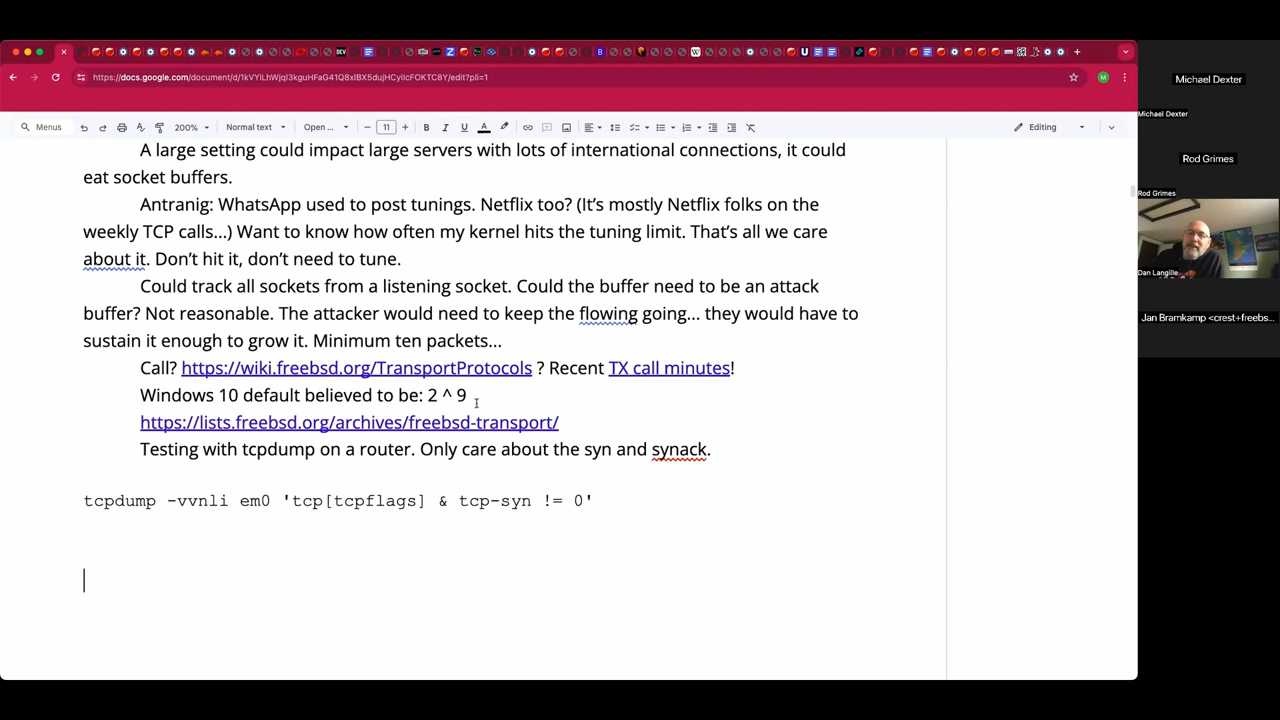 https://docs.google.com/document/d/1kVYiLhWjqI3kguHFaG41Q8xIBX5dujHCyiIcFOKTC8Y/edit?pli=1
Menus 200% Normal text Open ... 11 Editing
A large setting could impact large servers with lots of international connections, it could
eat socket buffers.
Antranig: WhatsApp used to post tunings. Netflix too? (It's mostly Netflix folks on the
weekly TCP calls...) Want to know how often my kernel hits the tuning limit. That's all we care
about it. Don't hit it, don't need to tune.
Could track all sockets from a listening socket. Could the buffer need to be an attack
buffer? Not reasonable. The attacker would need to keep the flowing going... they would have to
sustain it enough to grow it. Minimum ten packets...
Call? https://wiki.freebsd.org/TransportProtocols ? Recent TX call minutes!
Windows 10 default believed to be: 2 ^ 9
https://lists.freebsd.org/archives/freebsd-transport/
Testing with tcpdump on a router. Only care about the syn and synack.
tcpdump -vvnli em0 'tcp[tcpflags] & tcp-syn != 0'
Michael Dexter
Michael Dexter
Rod Grimes
Rod Grimes
Dan Langille
Jan Bramkamp <crest+freebs...